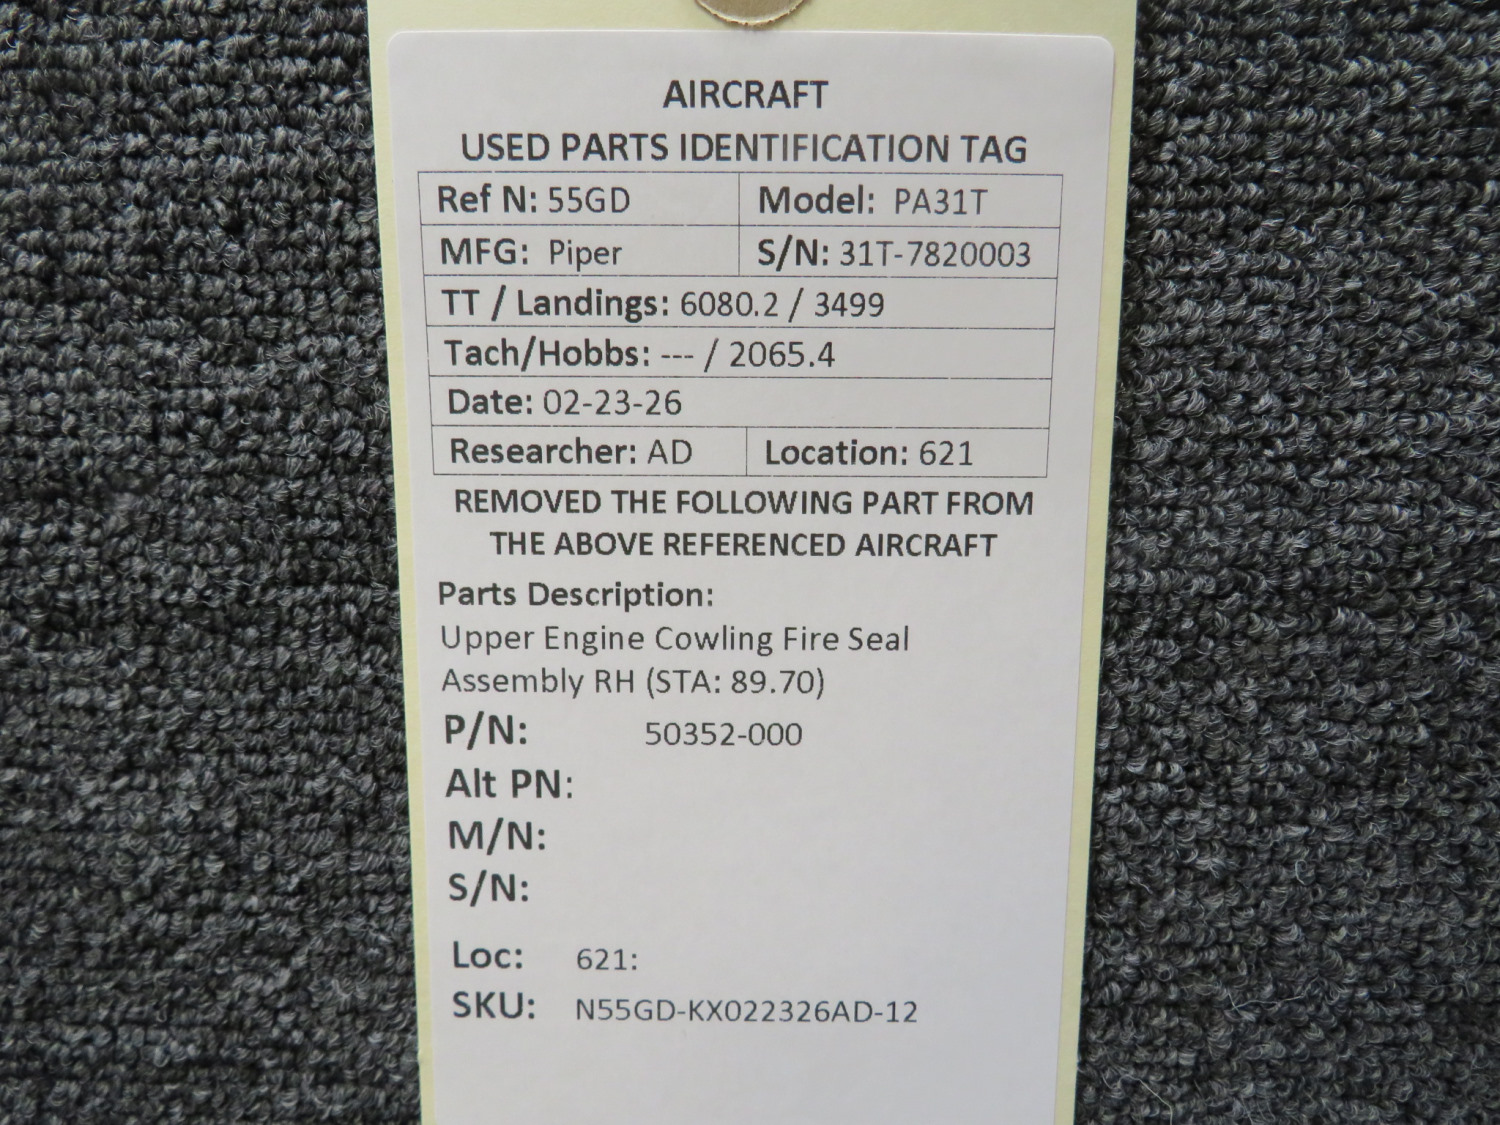 AIRCRAFT
USED PARTS IDENTIFICATION TAG
Ref N: 55GD Model: PA31T
MFG: Piper S/N: 31T-7820003
TT / Landings: 6080.2 / 3499
Tach/Hobbs: --- / 2065.4
Date: 02-23-26
Researcher: AD Location: 621
REMOVED THE FOLLOWING PART FROM
THE ABOVE REFERENCED AIRCRAFT
Parts Description:
Upper Engine Cowling Fire Seal
Assembly RH (STA: 89.70)
P/N: 50352-000
Alt PN:
M/N:
S/N:
Loc: 621:
SKU: N55GD-KX022326AD-12